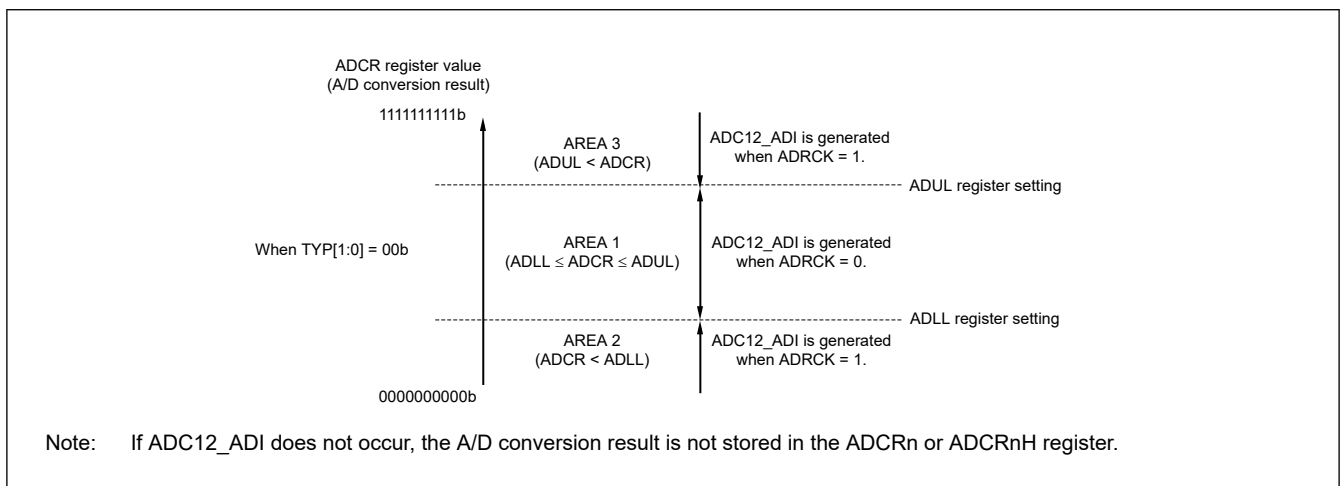 ADCR register value
(A/D conversion result)
1111111111b
AREA 3
(ADUL < ADCR)
ADC12_ADI is generated
when ADRCK = 1.
ADUL register setting
When TYP[1:0] = 00b
AREA 1
(ADLL ≤ ADCR ≤ ADUL)
ADC12_ADI is generated
when ADRCK = 0.
ADLL register setting
AREA 2
(ADCR < ADLL)
ADC12_ADI is generated
when ADRCK = 1.
0000000000b
Note: If ADC12_ADI does not occur, the A/D conversion result is not stored in the ADCRn or ADCRnH register.